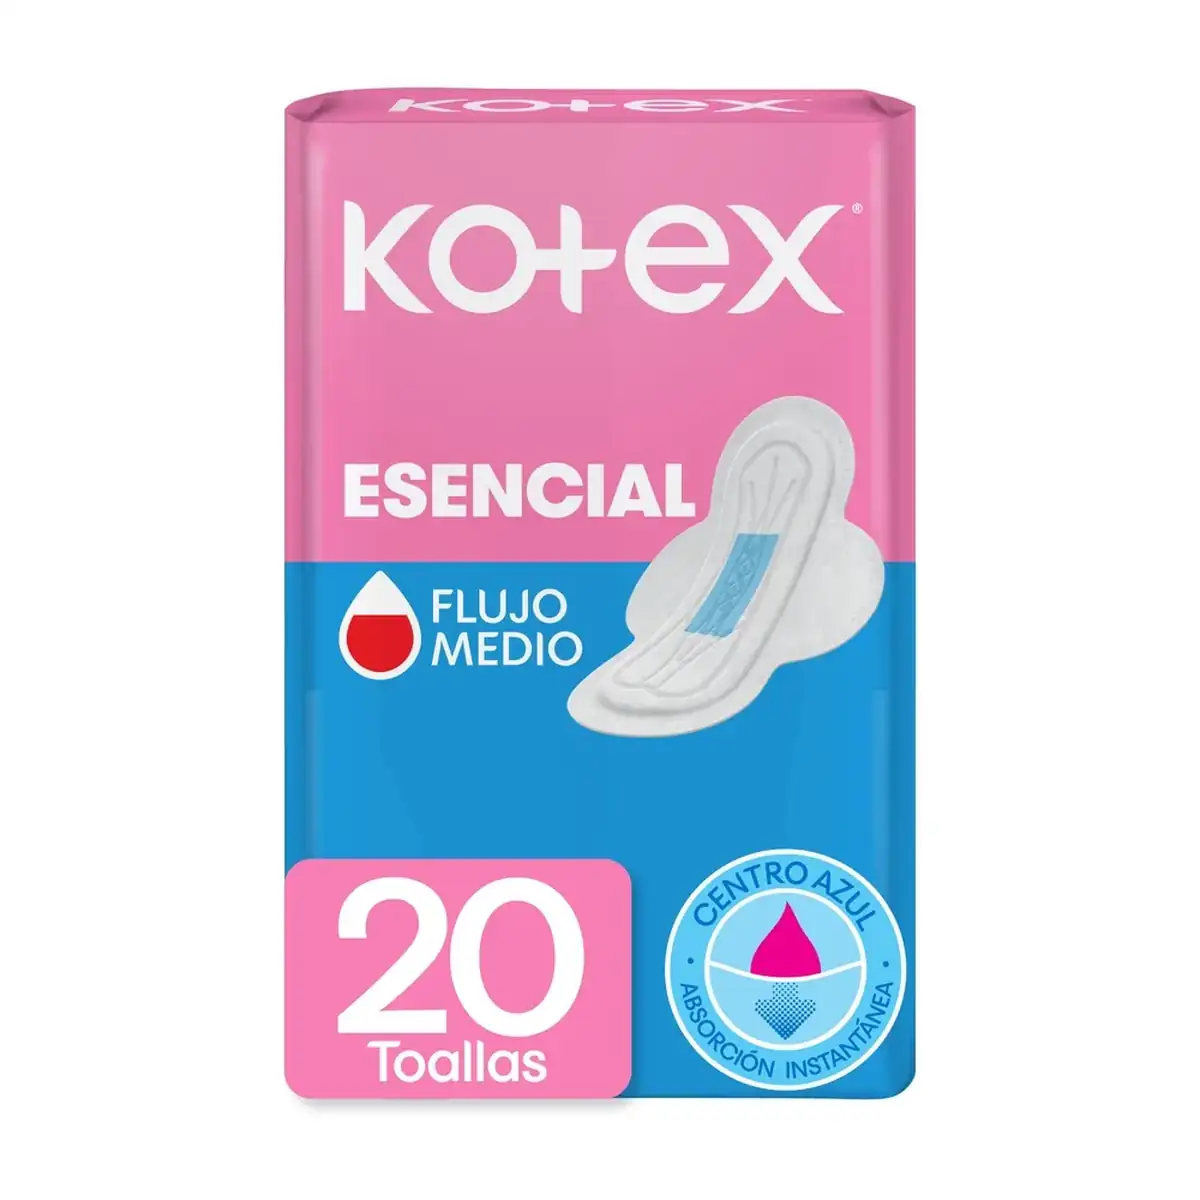 KOTEX
KOTEX®
ESENCIAL
FLUJO
MEDIO
20
Toallas
CENTRO AZUL
• ABSORCIÓN INSTANTÁNEA •